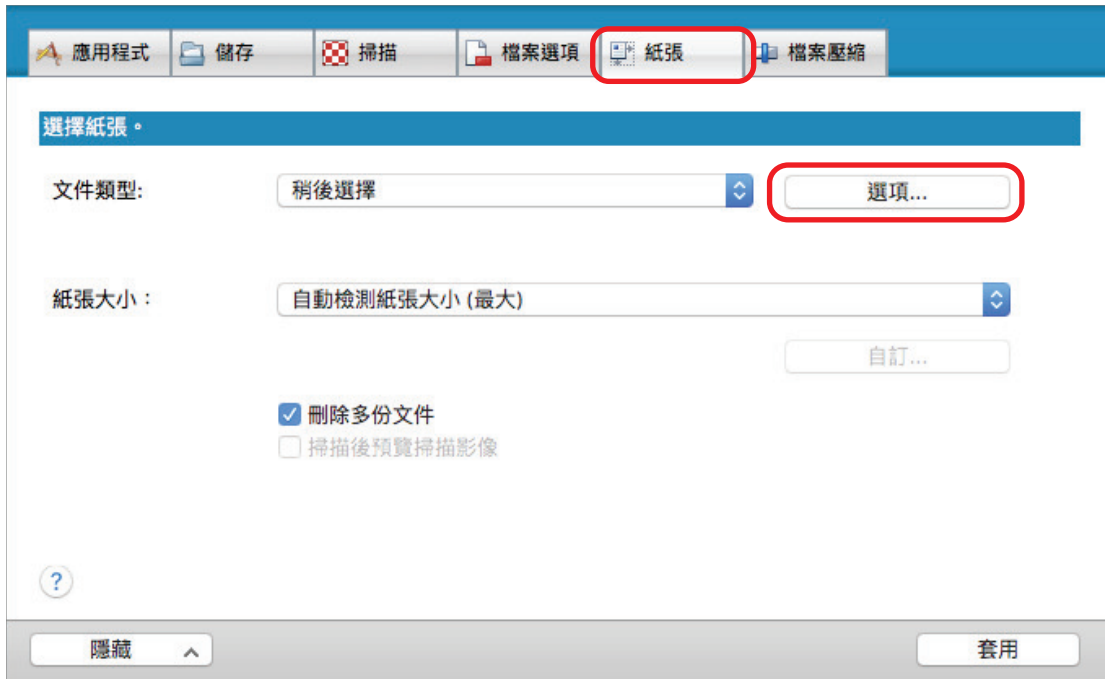 應用程式 儲存 掃描 檔案選項 紙張 檔案壓縮
選擇紙張。
文件類型: 稍後選擇 選項...
紙張大小： 自動檢測紙張大小 (最大)
自訂...
刪除多份文件
掃描後預覽掃描影像
?
隱藏 套用